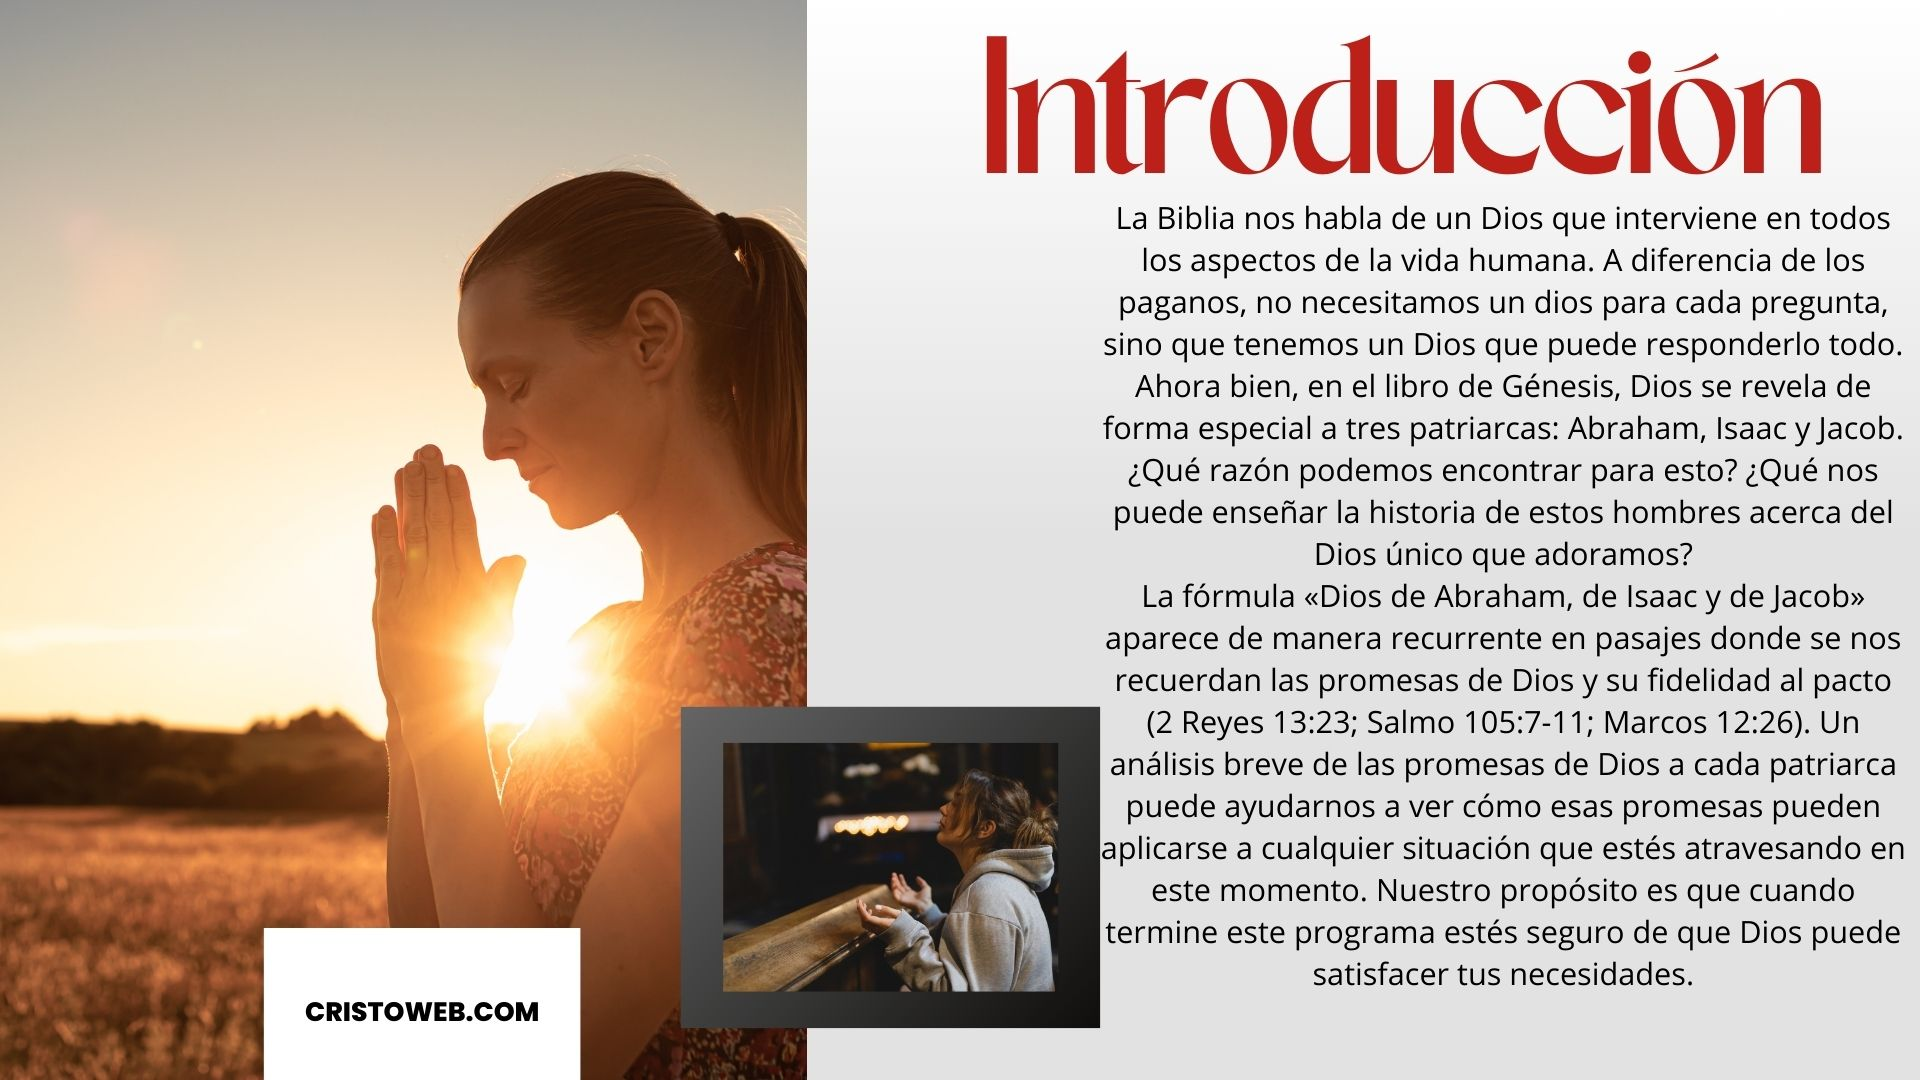 Introducción
La Biblia nos habla de un Dios que interviene en todos
los aspectos de la vida humana. A diferencia de los
paganos, no necesitamos un dios para cada pregunta,
sino que tenemos un Dios que puede responderlo todo.
Ahora bien, en el libro de Génesis, Dios se revela de
forma especial a tres patriarcas: Abraham, Isaac y Jacob.
¿Qué razón podemos encontrar para esto? ¿Qué nos
puede enseñar la historia de estos hombres acerca del
Dios único que adoramos?
La fórmula «Dios de Abraham, de Isaac y de Jacob»
aparece de manera recurrente en pasajes donde se nos
recuerdan las promesas de Dios y su fidelidad al pacto
(2 Reyes 13:23; Salmo 105:7-11; Marcos 12:26). Un
análisis breve de las promesas de Dios a cada patriarca
puede ayudarnos a ver cómo esas promesas pueden
aplicarse a cualquier situación que estés atravesando en
este momento. Nuestro propósito es que cuando
termine este programa estés seguro de que Dios puede
satisfacer tus necesidades.
CRISTOWEB.COM